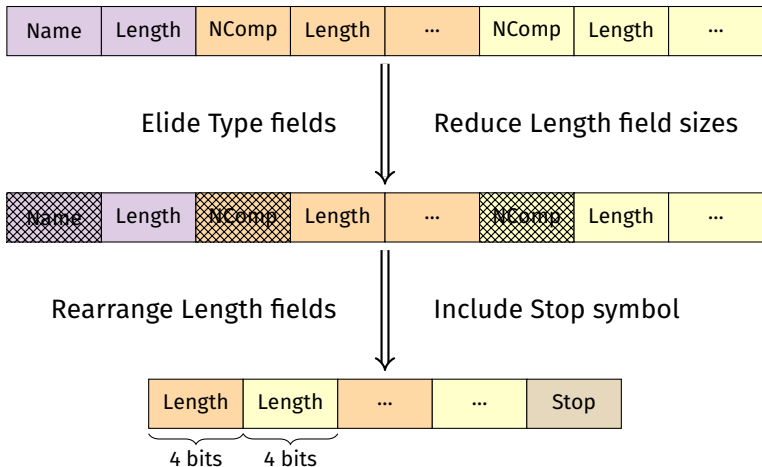 Name Length NComp Length ... NComp Length ...
Elide Type fields Reduce Length field sizes
Name Length NComp Length ... NComp Length ...
Rearrange Length fields Include Stop symbol
Length Length ... ... Stop
4 bits 4 bits